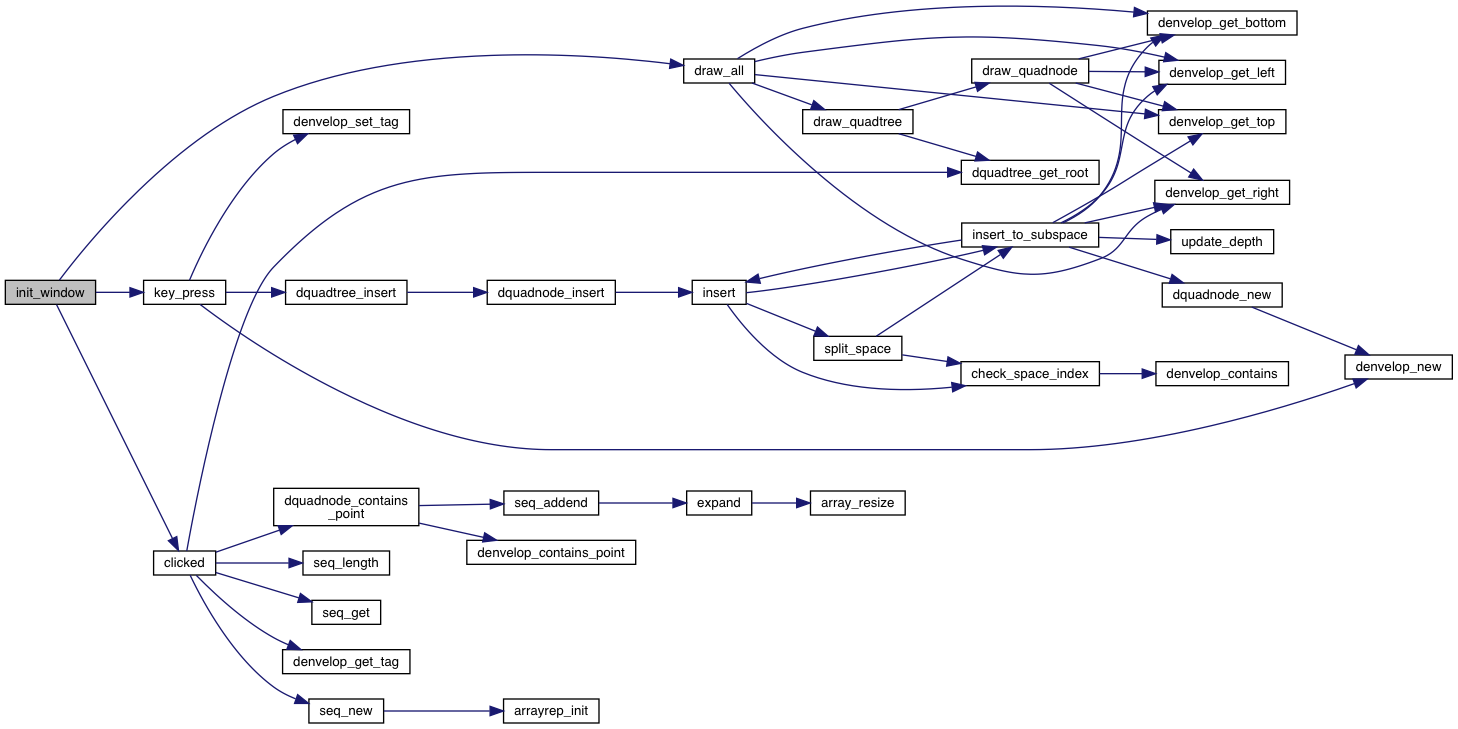 denvelop_get_bottom
draw_all
draw_quadnode
denvelop_get_left
denvelop_set_tag
draw_quadtree
denvelop_get_top
dquadtree_get_root
denvelop_get_right
insert_to_subspace
update_depth
init_window
key_press
dquadtree_insert
dquadnode_insert
insert
dquadnode_new
split_space
check_space_index
denvelop_contains
denvelop_new
dquadnode_contains
_point
seq_addend
expand
array_resize
denvelop_contains_point
clicked
seq_length
seq_get
denvelop_get_tag
seq_new
arrayrep_init